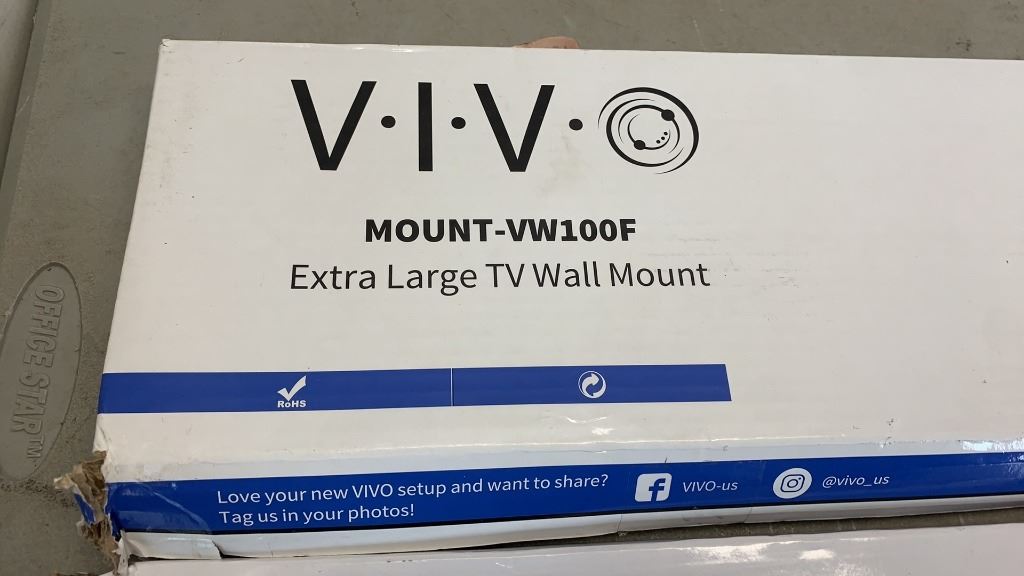 V·I·V·O
MOUNT-VW100F
Extra Large TV Wall Mount
RoHS
Love your new VIVO setup and want to share?
Tag us in your photos!
VIVO-us
@vivo_us
OFFICE STAR™